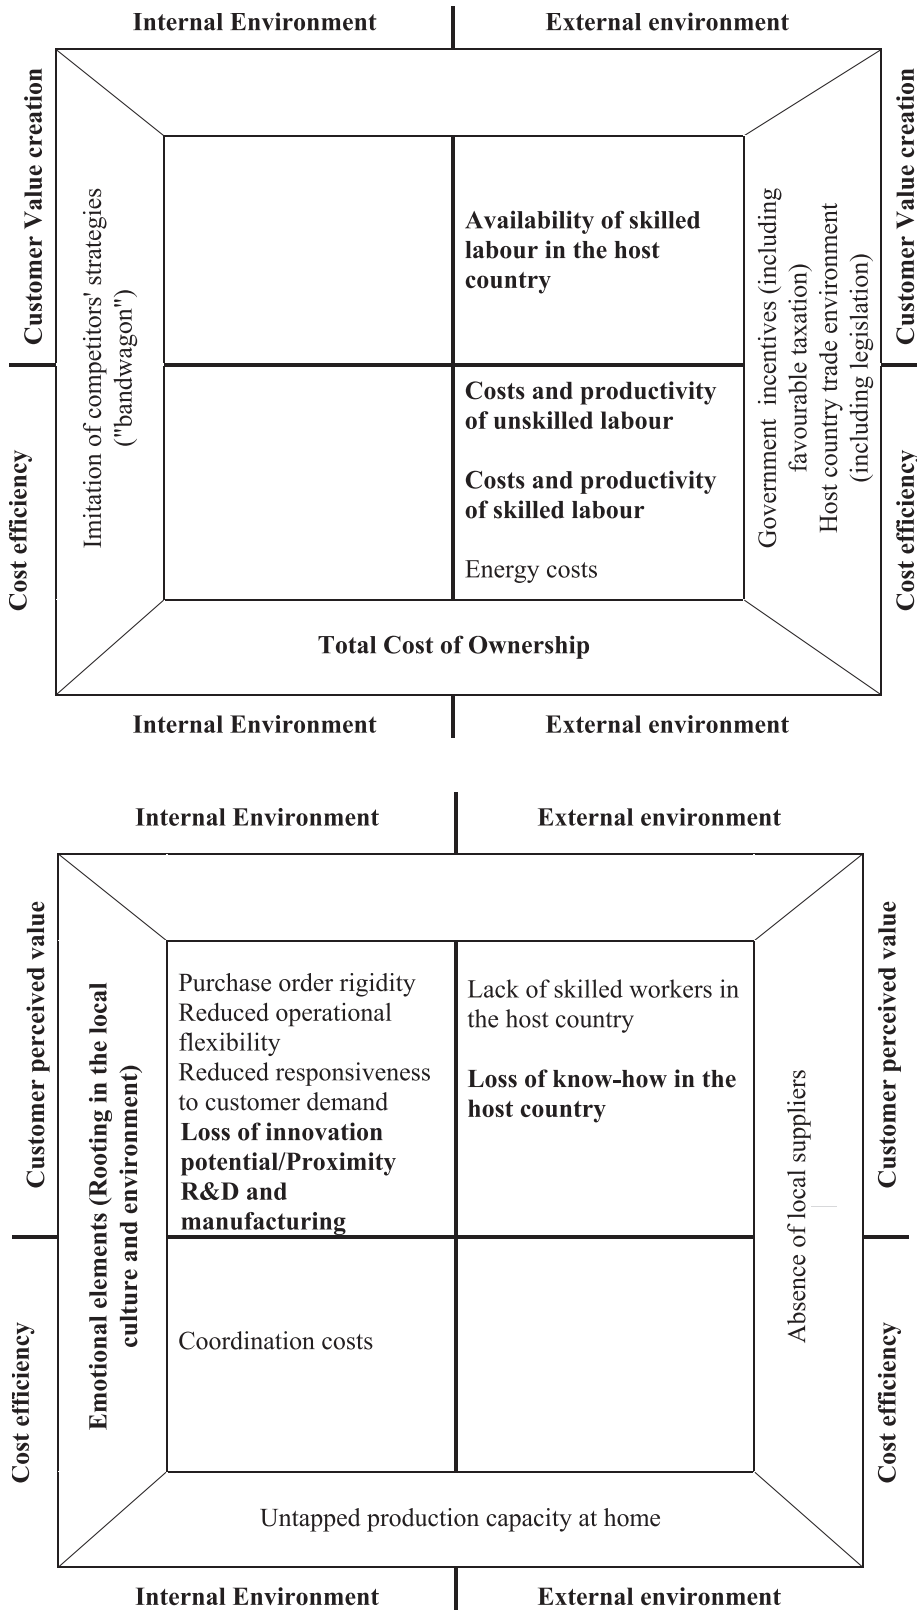 Internal Environment
External environment
Customer Value creation
Cost efficiency
Imitation of competitors' strategies
("bandwagon")
Availability of skilled
labour in the host
country
Costs and productivity
of unskilled labour
Costs and productivity
of skilled labour
Energy costs
Government incentives (including
favourable taxation)
Host country trade environment
(including legislation)
Customer Value creation
Cost efficiency
Total Cost of Ownership
Internal Environment
External environment
Internal Environment
External environment
Customer perceived value
Cost efficiency
Emotional elements (Rooting in the local
culture and environment)
Purchase order rigidity
Reduced operational
flexibility
Reduced responsiveness
to customer demand
Loss of innovation
potential/Proximity
R&D and
manufacturing
Lack of skilled workers in
the host country
Loss of know-how in the
host country
Coordination costs
Absence of local suppliers
Customer perceived value
Cost efficiency
Untapped production capacity at home
Internal Environment
External environment